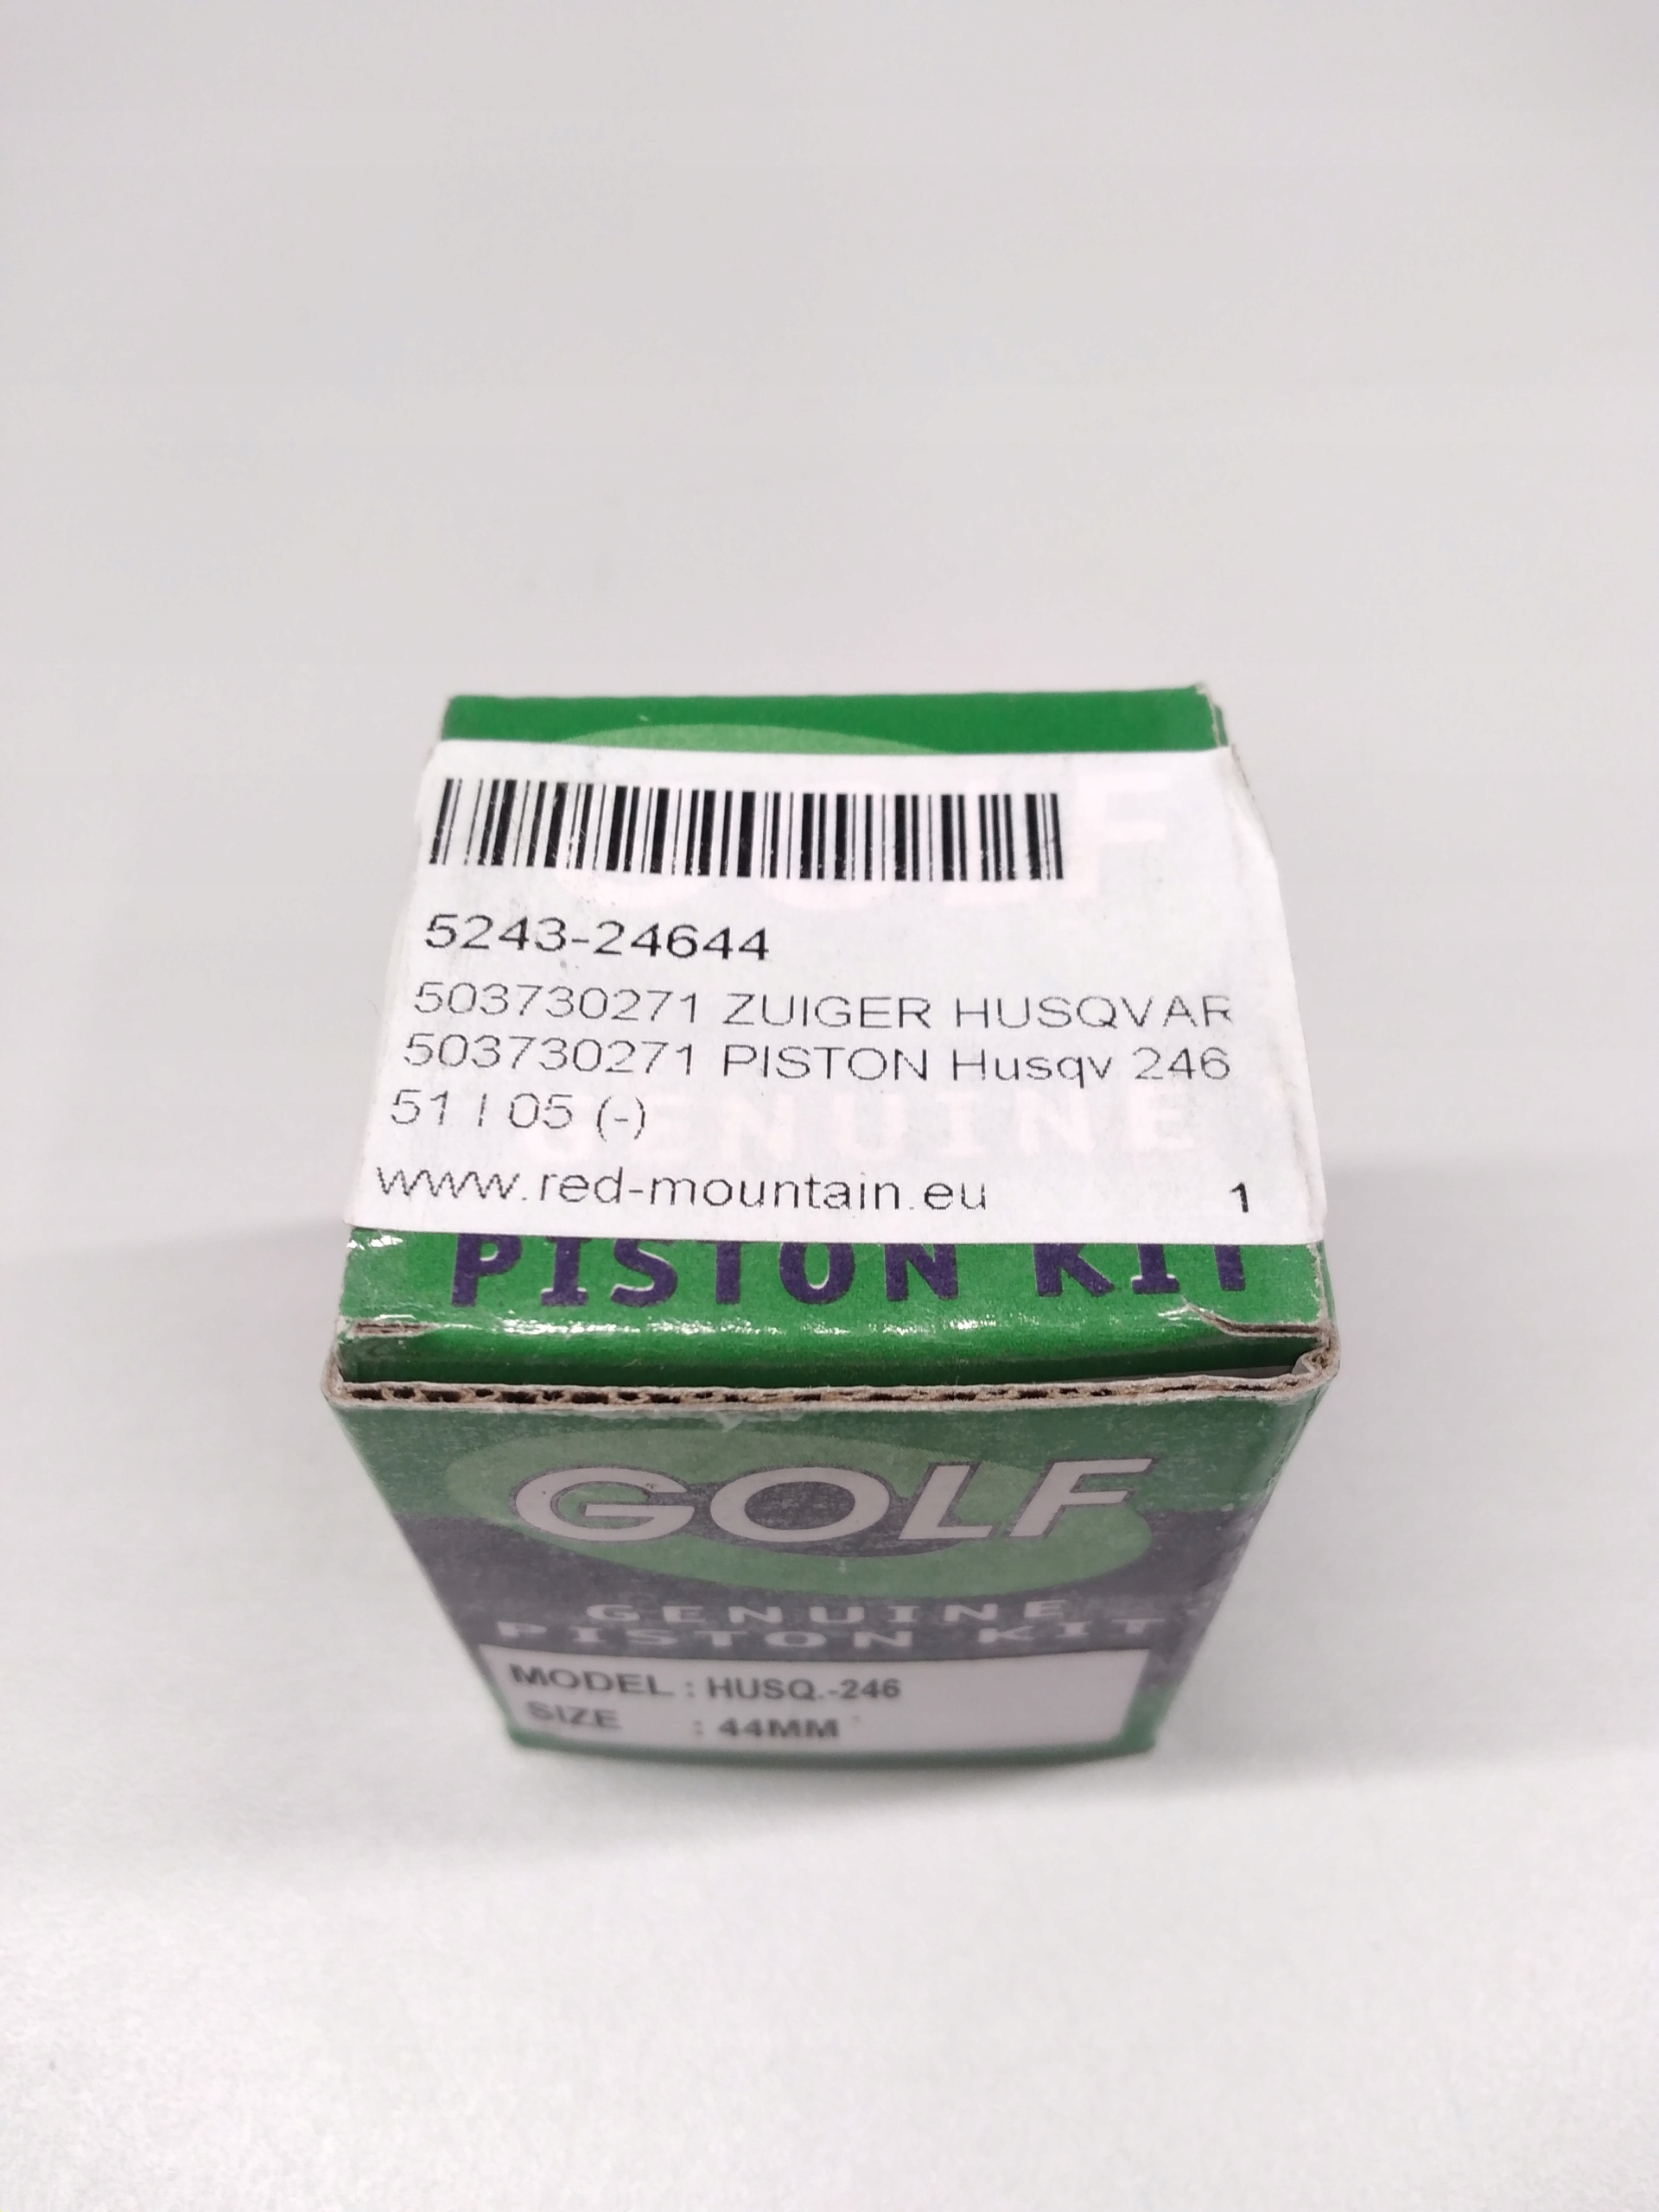 5243-24644
503730271 ZUIGER HUSQVAR
503730271 PISTON Husqv 246
51 I 05 (-)
www.red-mountain.eu 1
GENUINE
PISTON KIT
GOLF
GENUINE
PISTON KIT
MODEL : HUSQ.-246
SIZE : 44MM